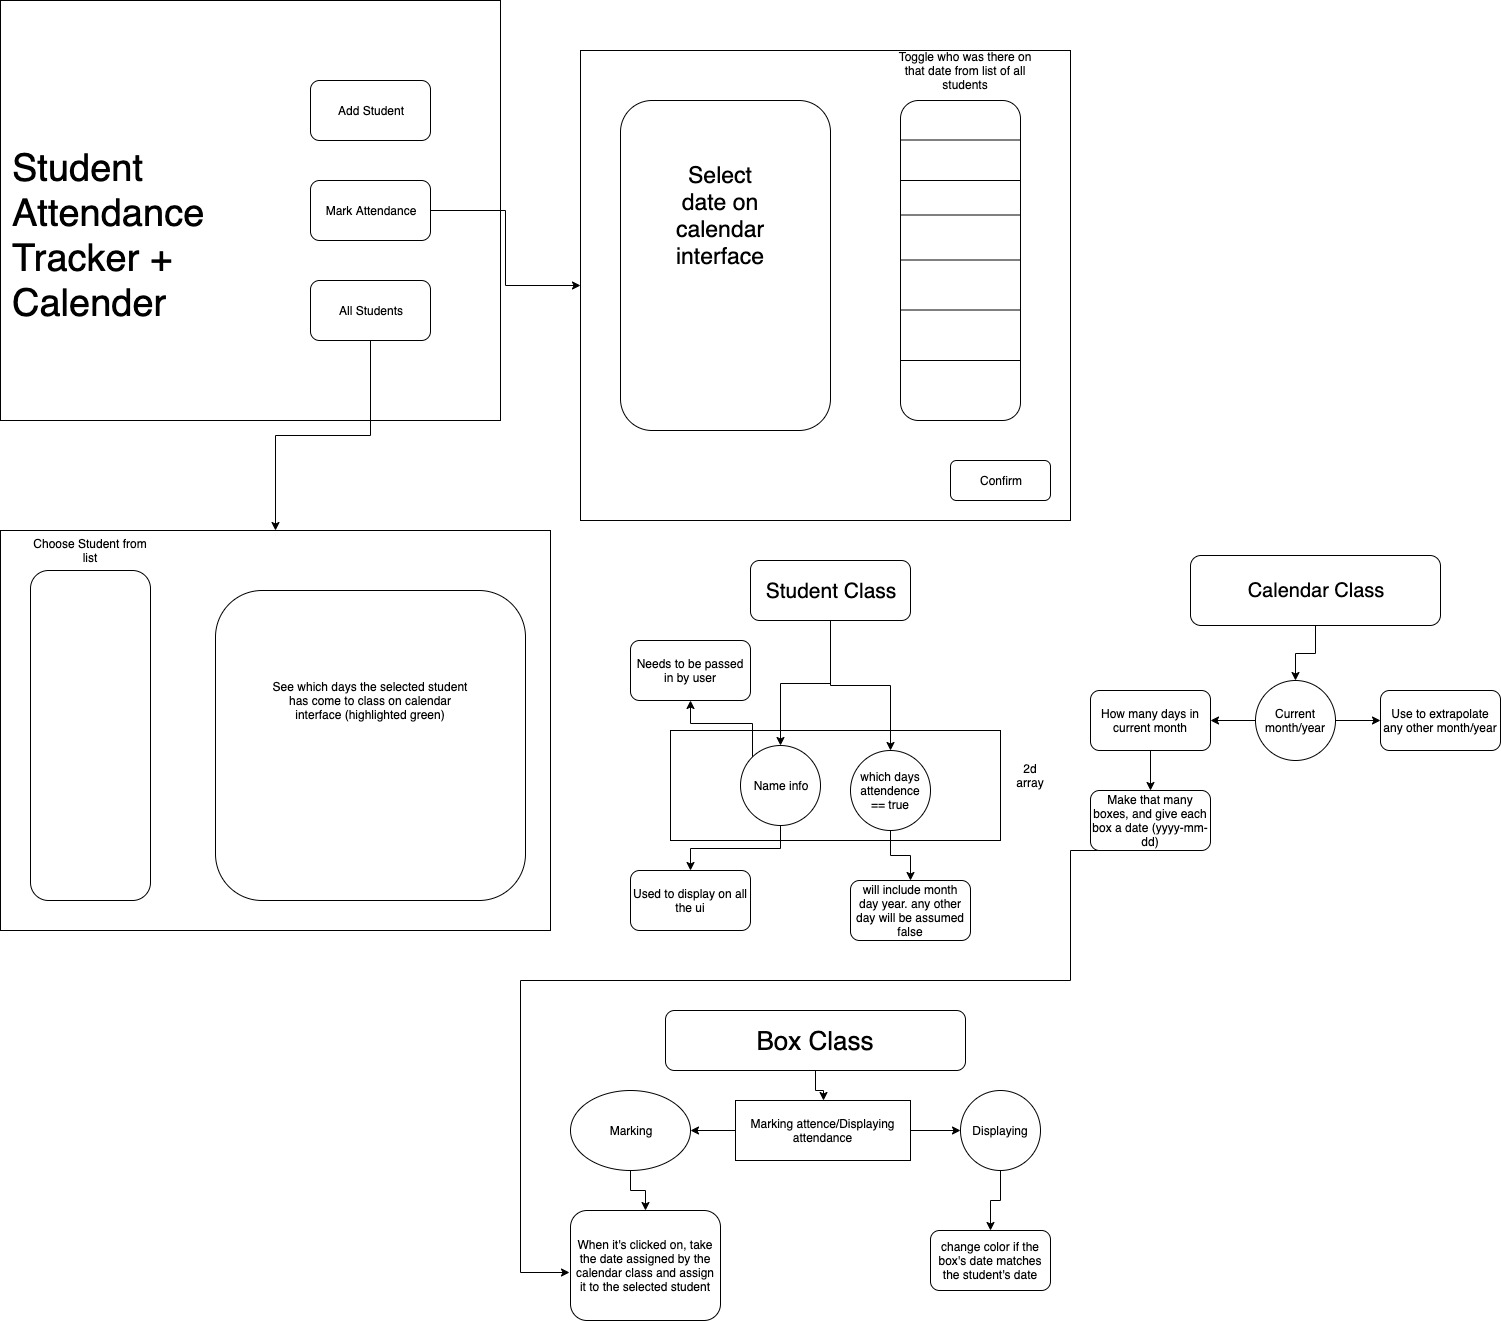 Student
Attendance
Tracker +
Calender
Add Student
Mark Attendance
All Students
Toggle who was there on
that date from list of all
students
Select
date on
calendar
interface
Confirm
Choose Student from
list
See which days the selected student
has come to class on calendar
interface (highlighted green)
Student Class
Needs to be passed
in by user
Name info
which days
attendence
== true
2d
array
Used to display on all
the ui
will include month
day year. any other
day will be assumed
false
Calendar Class
How many days in
current month
Current
month/year
Use to extrapolate
any other month/year
Make that many
boxes, and give each
box a date (yyyy-mm-
dd)
Box Class
Marking
Marking attence/Displaying
attendance
Displaying
When it's clicked on, take
the date assigned by the
calendar class and assign
it to the selected student
change color if the
box's date matches
the student's date